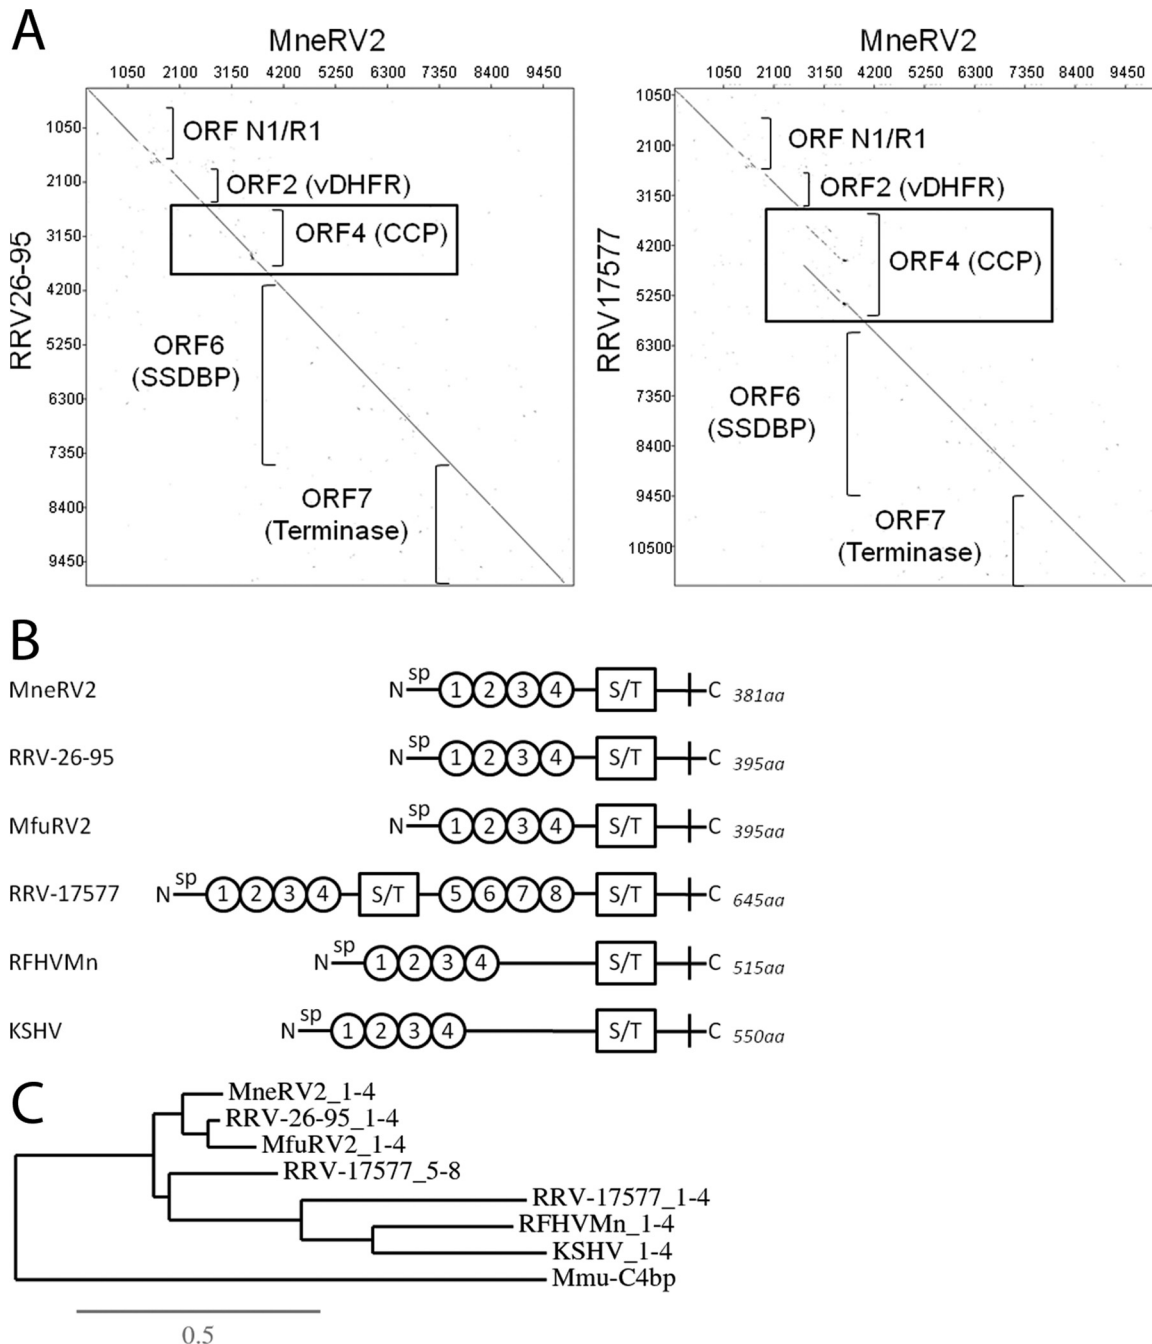 A
MneRV2
1050 2100 3150 4200 5250 6300 7350 8400 9450
RRV26-95
1050
2100
3150
4200
5250
6300
7350
8400
9450
ORF N1/R1
ORF2 (vDHFR)
ORF4 (CCP)
ORF6
(SSDBP)
ORF7
(Terminase)
MneRV2
1050 2100 3150 4200 5250 6300 7350 8400 9450
RRV17577
1050
2100
3150
4200
5250
6300
7350
8400
9450
10500
ORF N1/R1
ORF2 (vDHFR)
ORF4 (CCP)
ORF6
(SSDBP)
ORF7
(Terminase)
B
MneRV2 N sp 1 2 3 4 S/T C 381aa
RRV-26-95 N sp 1 2 3 4 S/T C 395aa
MfuRV2 N sp 1 2 3 4 S/T C 395aa
RRV-17577 N sp 1 2 3 4 S/T 5 6 7 8 S/T C 645aa
RFHVMn N sp 1 2 3 4 S/T C 515aa
KSHV N sp 1 2 3 4 S/T C 550aa
C
MneRV2_1-4
RRV-26-95_1-4
MfuRV2_1-4
RRV-17577_5-8
RRV-17577_1-4
RFHVMn_1-4
KSHV_1-4
Mmu-C4bp
0.5